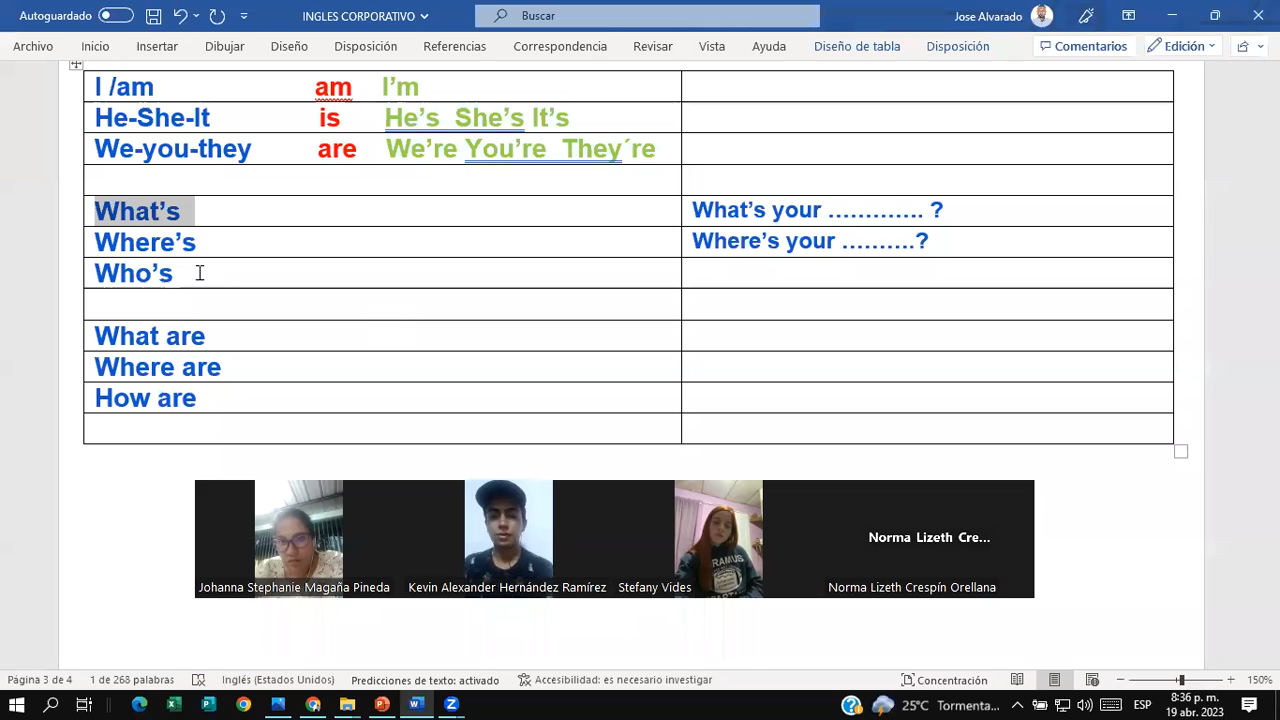 Autoguardado
INGLES CORPORATIVO
Buscar
Jose Alvarado
Archivo Inicio Insertar Dibujar Diseño Disposición Referencias Correspondencia Revisar Vista Ayuda Diseño de tabla Disposición Comentarios Edición
I /am am I’m
He-She-It is He’s She’s It’s
We-you-they are We’re You’re They´re
What’s What’s your …………. ?
Where’s Where’s your ……….?
Who’s
What are
Where are
How are
Norma Lizeth Cre...
Johanna Stephanie Magaña Pineda Kevin Alexander Hernández Ramírez Stefany Vides Norma Lizeth Crespín Orellana
Página 3 de 4 1 de 268 palabras Inglés (Estados Unidos) Predicciones de texto: activado Accesibilidad: es necesario investigar Concentración 150%
25°C Tormenta... ESP 8:36 p. m.
19 abr. 2023